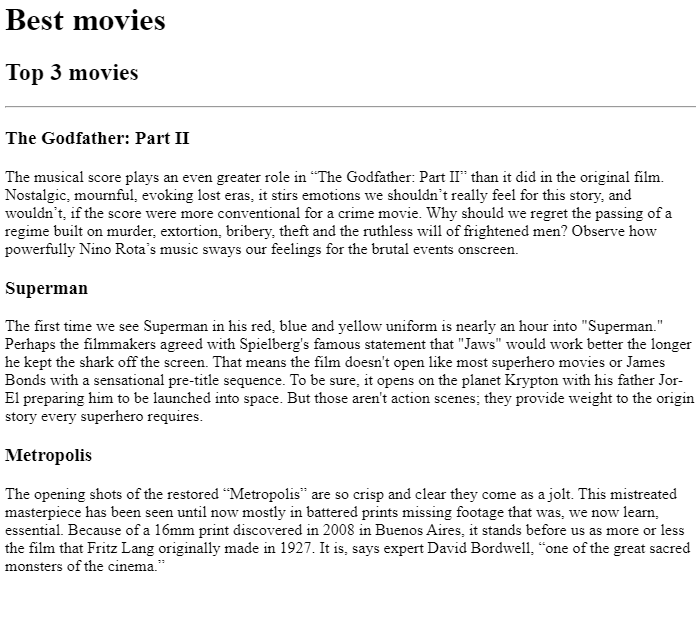 Best movies
Top 3 movies
The Godfather: Part II
The musical score plays an even greater role in “The Godfather: Part II” than it did in the original film.
Nostalgic, mournful, evoking lost eras, it stirs emotions we shouldn’t really feel for this story, and
wouldn’t, if the score were more conventional for a crime movie. Why should we regret the passing of a
regime built on murder, extortion, bribery, theft and the ruthless will of frightened men? Observe how
powerfully Nino Rota’s music sways our feelings for the brutal events onscreen.
Superman
The first time we see Superman in his red, blue and yellow uniform is nearly an hour into "Superman."
Perhaps the filmmakers agreed with Spielberg's famous statement that "Jaws" would work better the longer
he kept the shark off the screen. That means the film doesn't open like most superhero movies or James
Bonds with a sensational pre-title sequence. To be sure, it opens on the planet Krypton with his father Jor-
El preparing him to be launched into space. But those aren't action scenes; they provide weight to the origin
story every superhero requires.
Metropolis
The opening shots of the restored “Metropolis” are so crisp and clear they come as a jolt. This mistreated
masterpiece has been seen until now mostly in battered prints missing footage that was, we now learn,
essential. Because of a 16mm print discovered in 2008 in Buenos Aires, it stands before us as more or less
the film that Fritz Lang originally made in 1927. It is, says expert David Bordwell, “one of the great sacred
monsters of the cinema.”